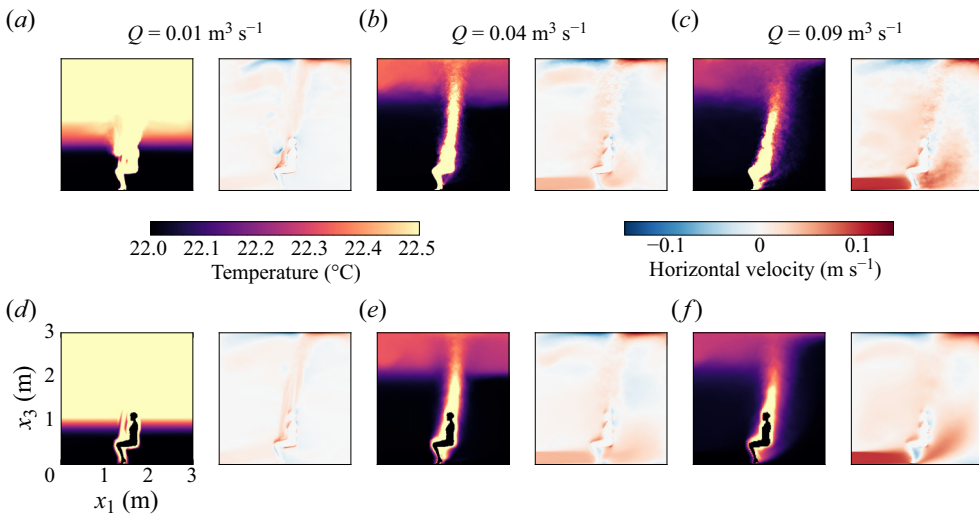 (a) Q = 0.01 m³ s⁻¹
(b) Q = 0.04 m³ s⁻¹
(c) Q = 0.09 m³ s⁻¹
22.0 22.1 22.2 22.3 22.4 22.5
Temperature (°C)
−0.1 0 0.1
Horizontal velocity (m s⁻¹)
(d)
(e)
(f)
3
2
1
0
x₃ (m)
1 2 3
x₁ (m)